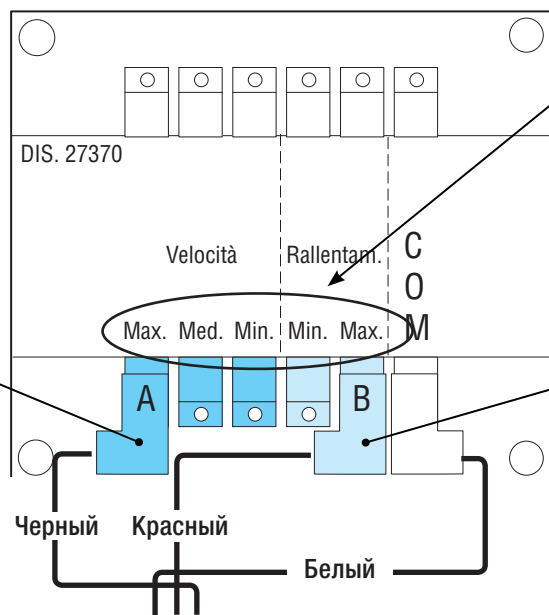 DIS. 27370
Velocità Rallentam.
Max. Med. Min. Min. Max.
C
O
M
A B
Черный Красный
Белый